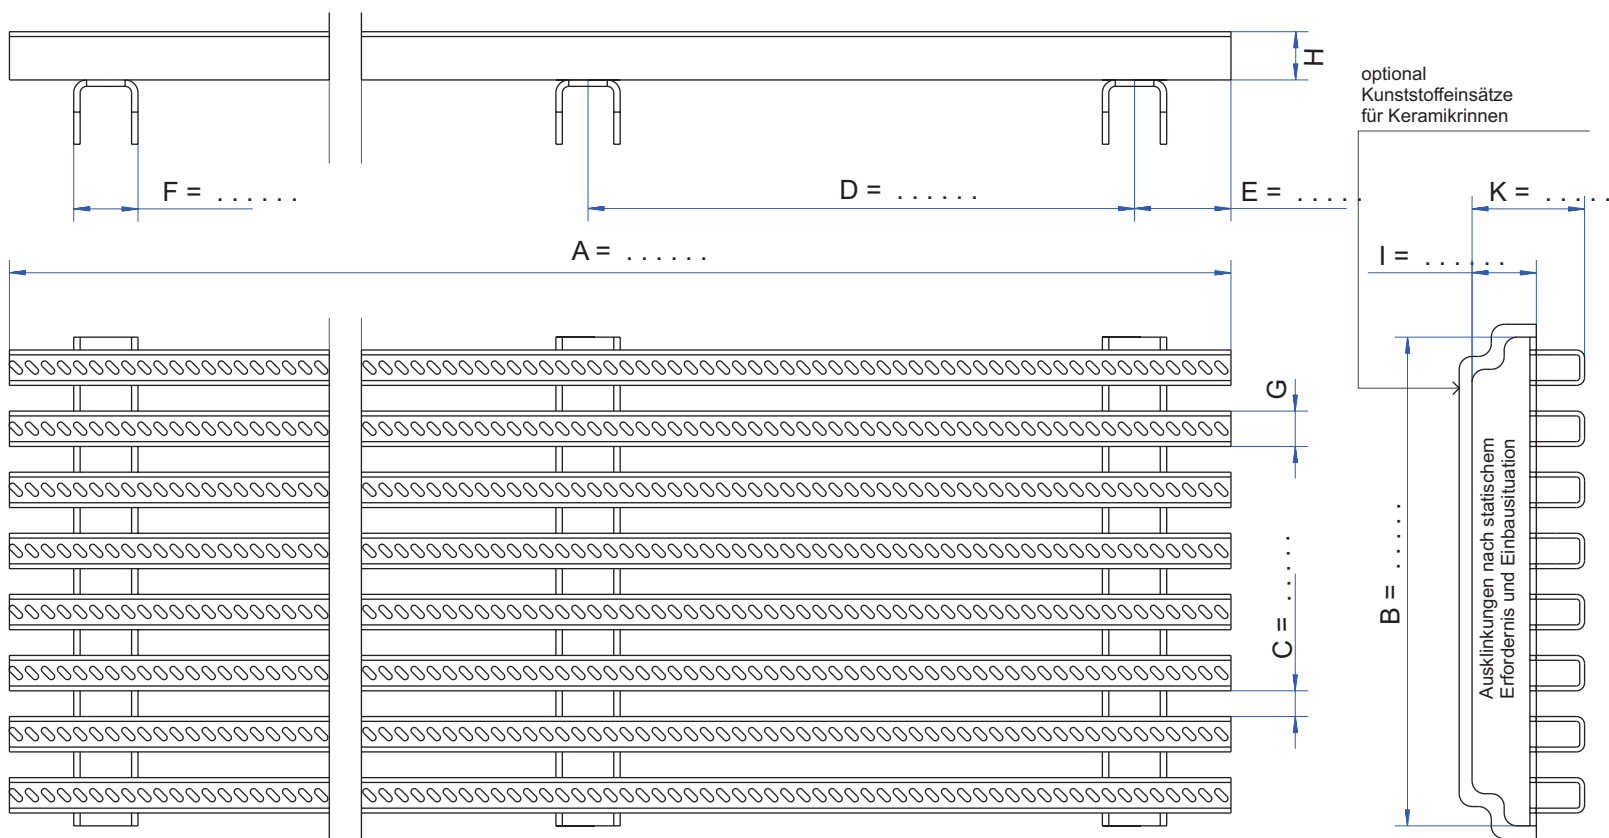 H
optional
Kunststoffeinsätze
für Keramikrinnen
F = . . . . . .
D = . . . . . .
E = . . . . .
K = . . . . .
A = . . . . . .
I = . . . . . .
G
C = . . . . . .
B = . . . . . .
Ausklinkungen nach statischem
Erfordernis und Einbausituation